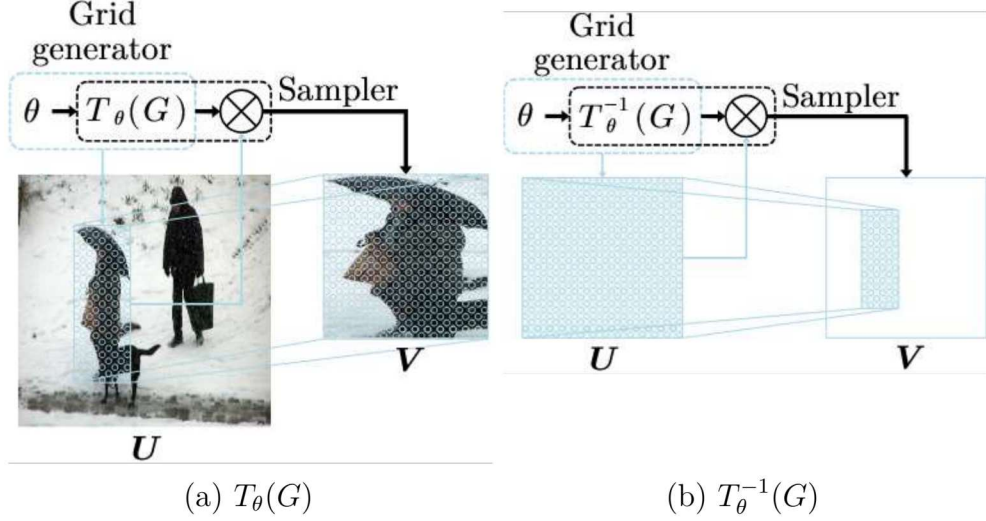 Grid
generator
θ T_θ(G) Sampler
U
V
(a) T_θ(G)
Grid
generator
θ T_θ^{-1}(G) Sampler
U
V
(b) T_θ^{-1}(G)